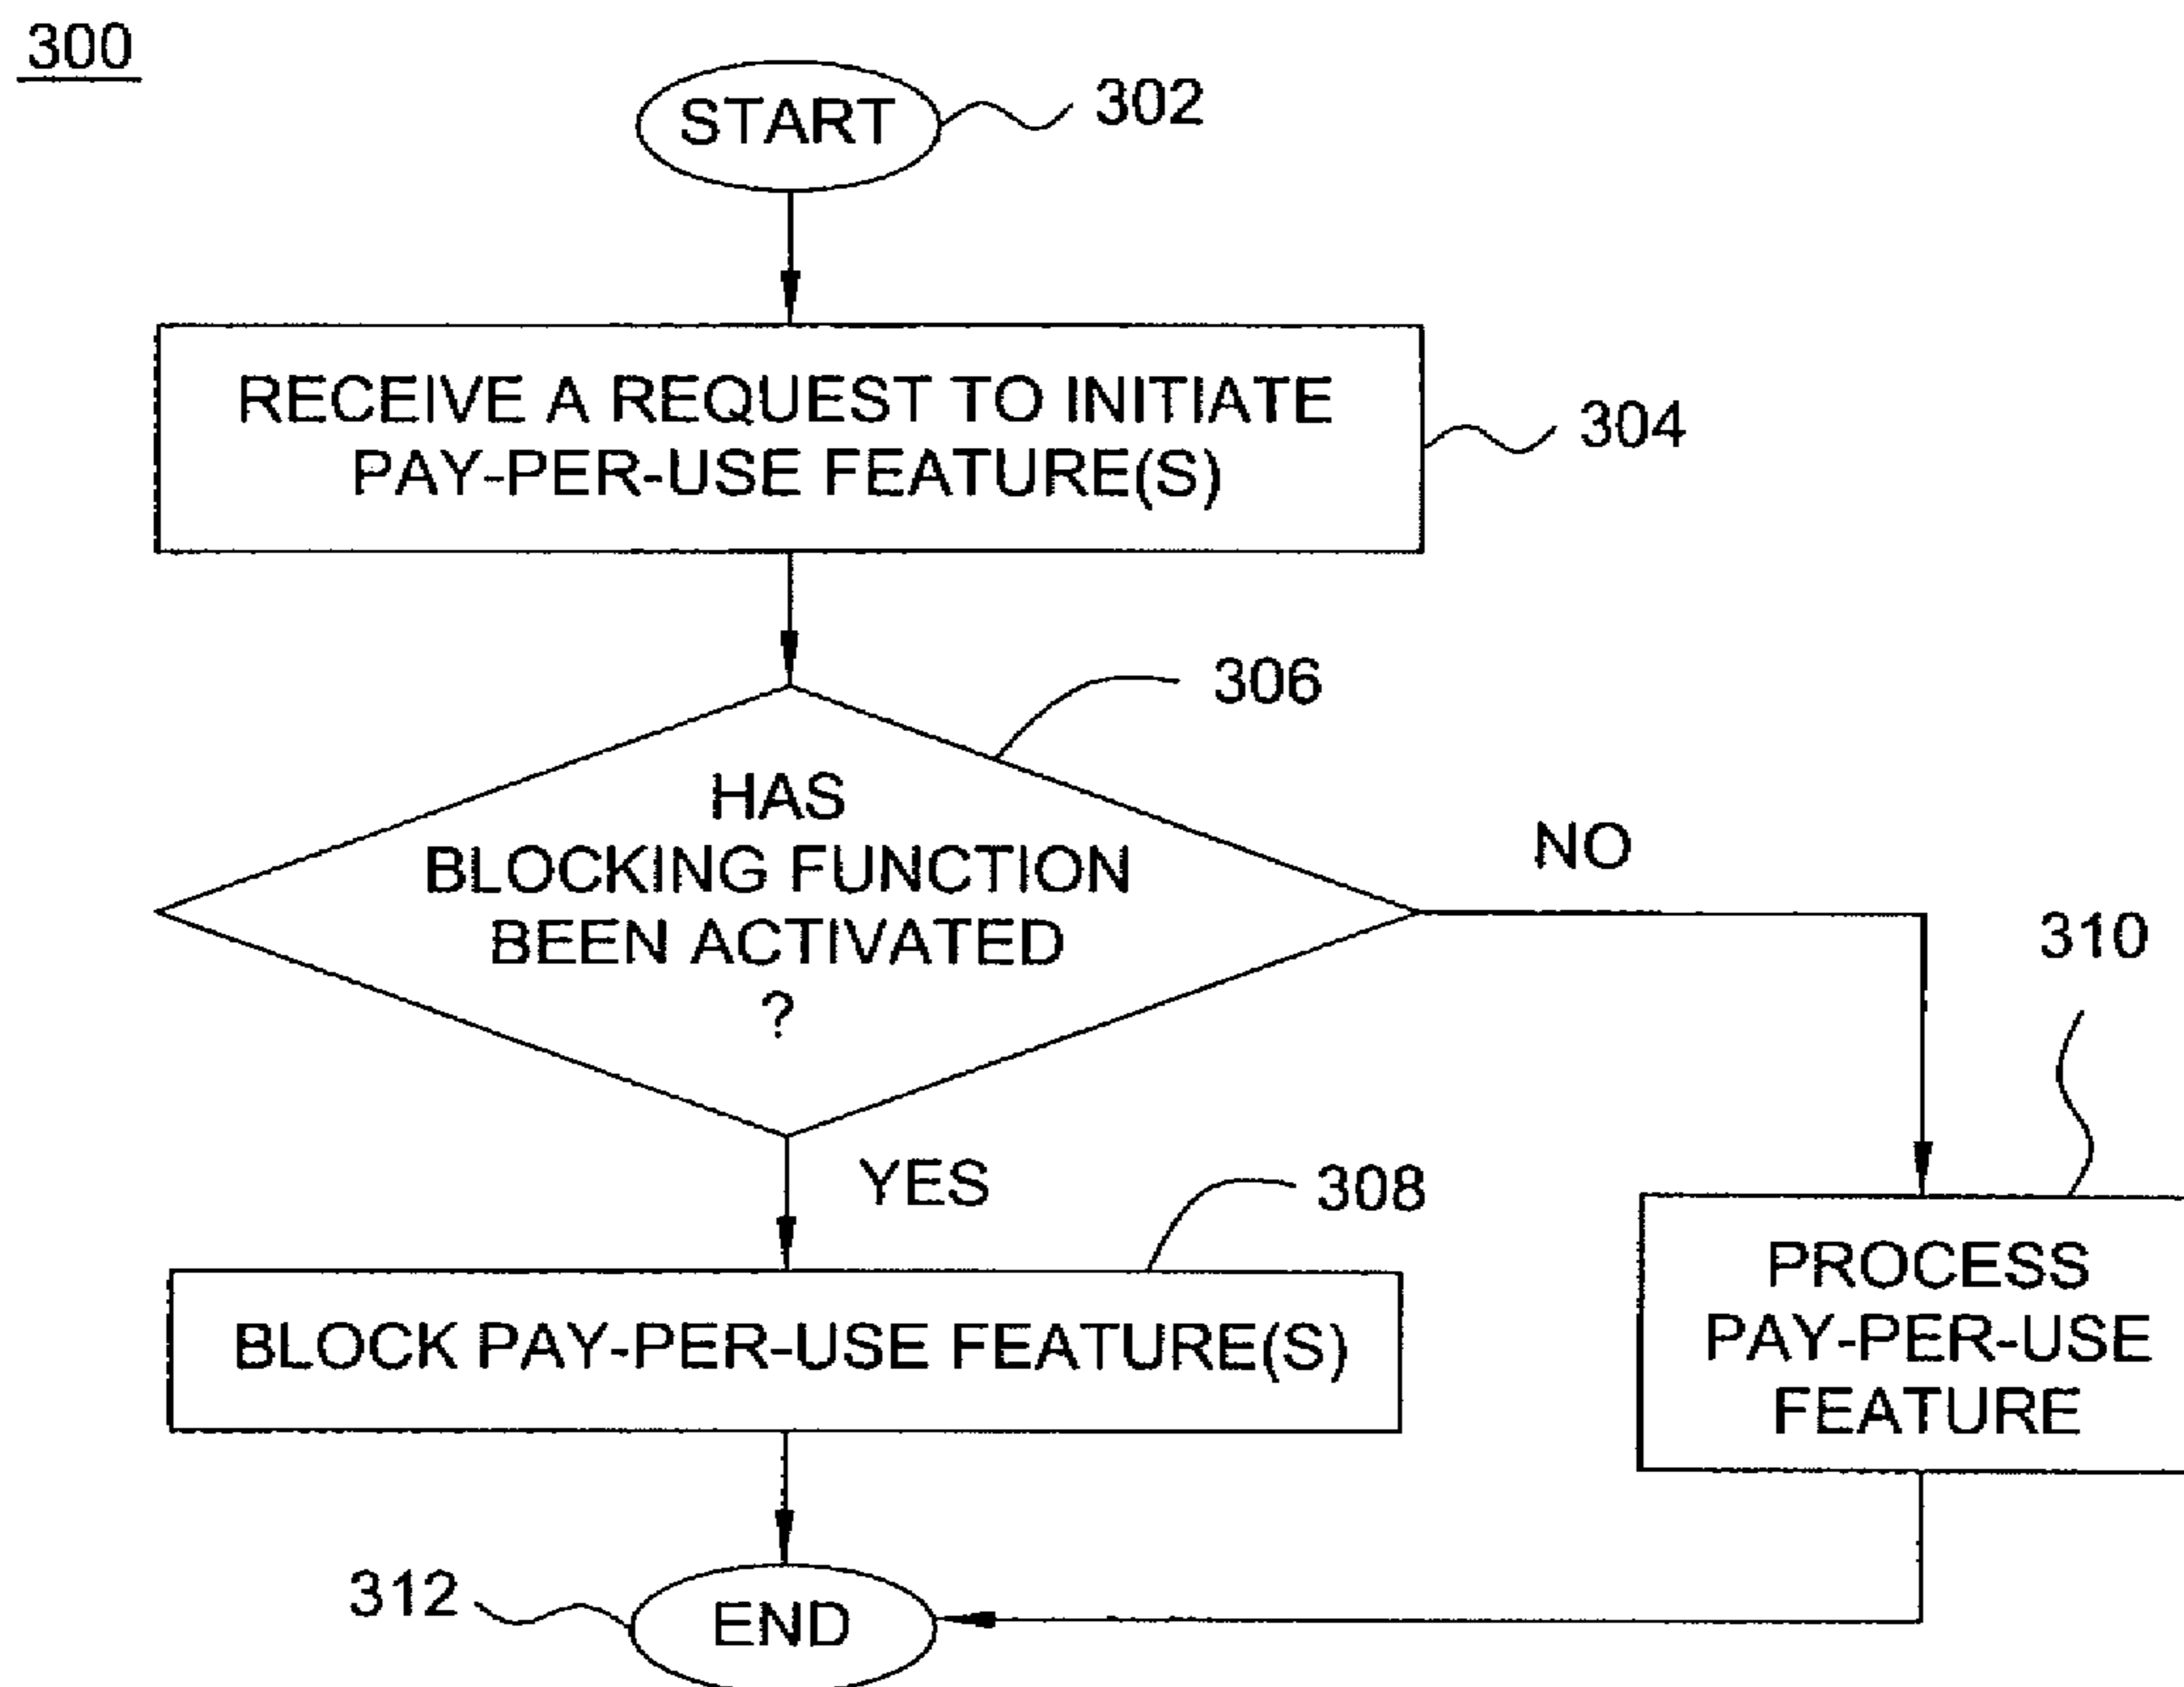 300
START
302
RECEIVE A REQUEST TO INITIATE
PAY-PER-USE FEATURE(S)
304
306
HAS
BLOCKING FUNCTION
BEEN ACTIVATED
?
NO
310
YES
308
BLOCK PAY-PER-USE FEATURE(S)
PROCESS
PAY-PER-USE
FEATURE
312
END